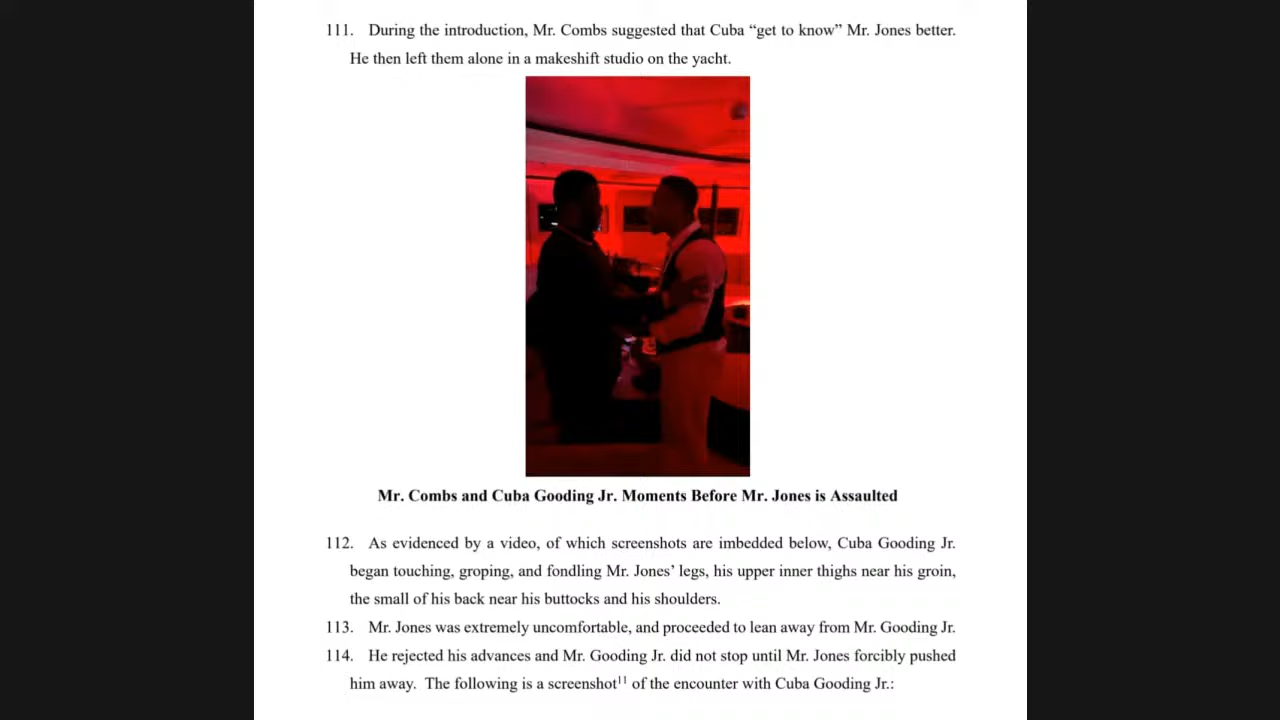 111. During the introduction, Mr. Combs suggested that Cuba “get to know” Mr. Jones better.
He then left them alone in a makeshift studio on the yacht.
Mr. Combs and Cuba Gooding Jr. Moments Before Mr. Jones is Assaulted
112. As evidenced by a video, of which screenshots are imbedded below, Cuba Gooding Jr.
began touching, groping, and fondling Mr. Jones’ legs, his upper inner thighs near his groin,
the small of his back near his buttocks and his shoulders.
113. Mr. Jones was extremely uncomfortable, and proceeded to lean away from Mr. Gooding Jr.
114. He rejected his advances and Mr. Gooding Jr. did not stop until Mr. Jones forcibly pushed
him away. The following is a screenshot¹¹ of the encounter with Cuba Gooding Jr.: